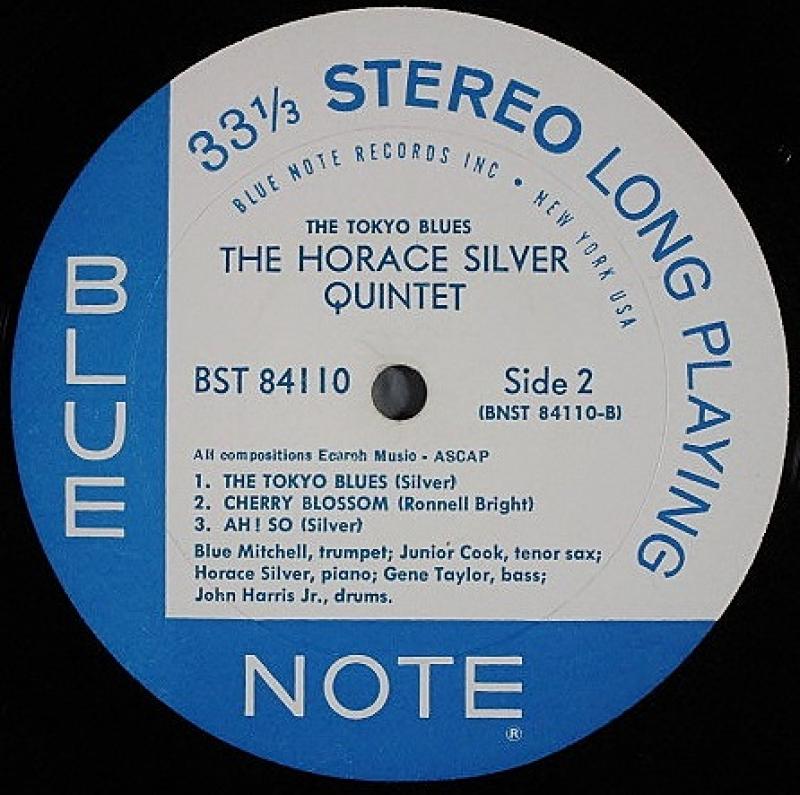 33 1/3 STEREO LONG PLAYING
BLUE NOTE RECORDS INC • NEW YORK USA
THE TOKYO BLUES
THE HORACE SILVER
QUINTET
BST 84110
Side 2
(BNST 84110-B)
All compositions Ecaroh Music - ASCAP
1. THE TOKYO BLUES (Silver)
2. CHERRY BLOSSOM (Ronnell Bright)
3. AH! SO (Silver)
Blue Mitchell, trumpet; Junior Cook, tenor sax;
Horace Silver, piano; Gene Taylor, bass;
John Harris Jr., drums.
BLUE
NOTE
®